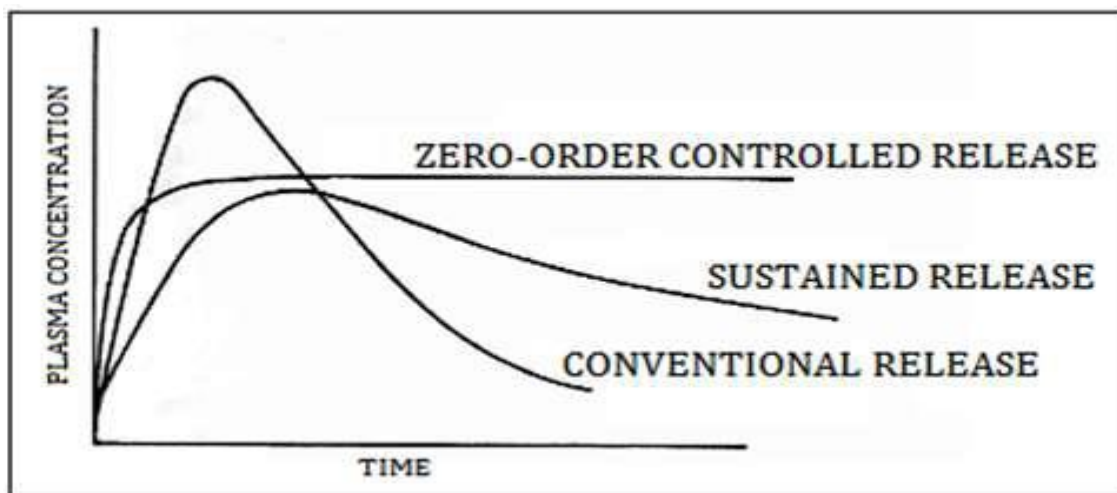 PLASMA CONCENTRATION
ZERO-ORDER CONTROLLED RELEASE
SUSTAINED RELEASE
CONVENTIONAL RELEASE
TIME